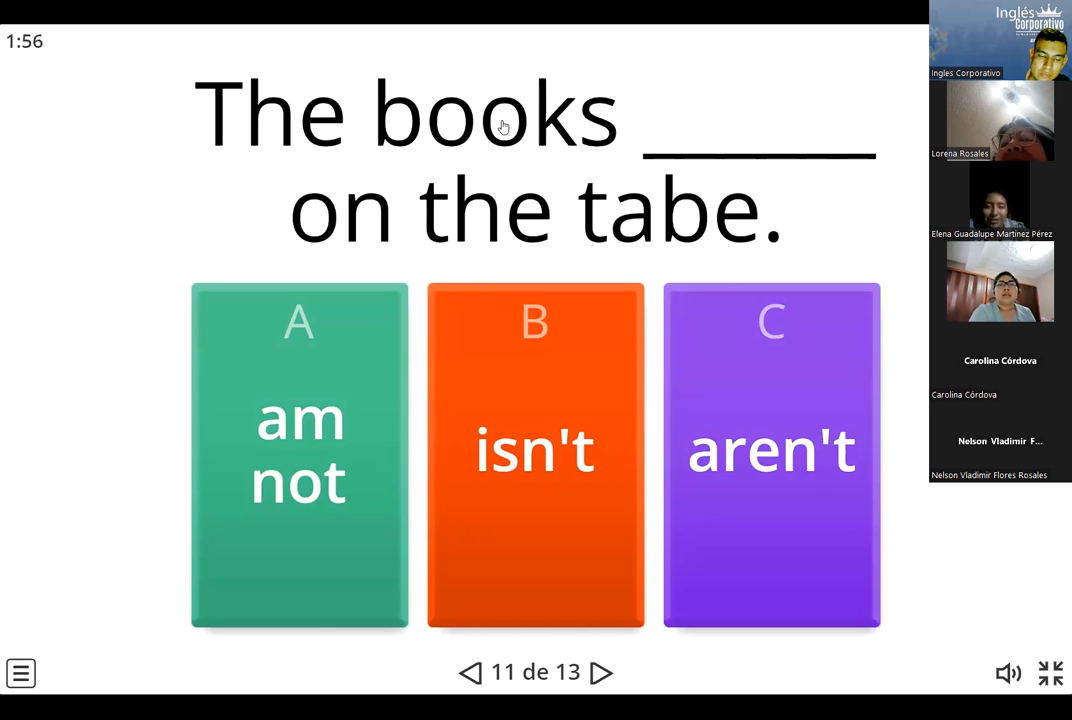 1:56
The books ______
on the tabe.
A
am
not
B
isn't
C
aren't
11 de 13
Inglés
Corporativo
Ingles Corporativo
Lorena Rosales
Elena Guadalupe Martinez Pérez
Carolina Córdova
Carolina Córdova
Nelson Vladimir F...
Nelson Vladimir Flores Rosales